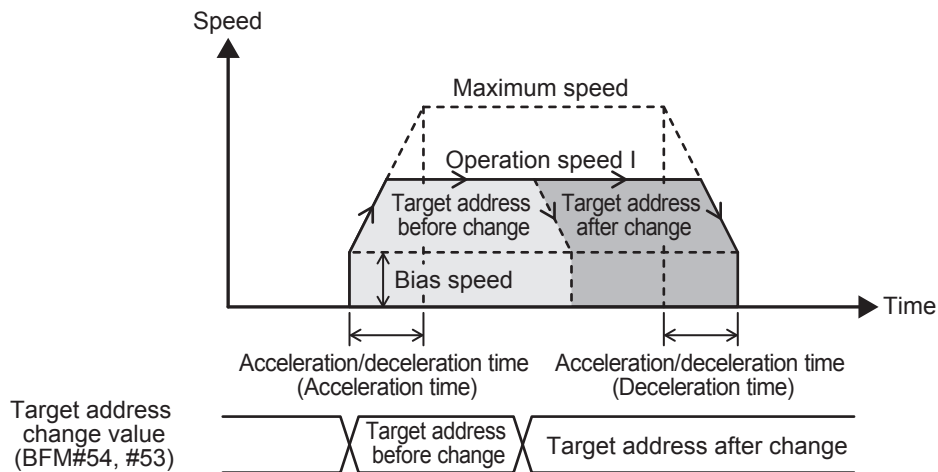 Speed
Maximum speed
Operation speed I
Target address
before change
Target address
after change
Bias speed
Time
Acceleration/deceleration time
(Acceleration time)
Acceleration/deceleration time
(Deceleration time)
Target address
change value
(BFM#54, #53)
Target address
before change
Target address after change